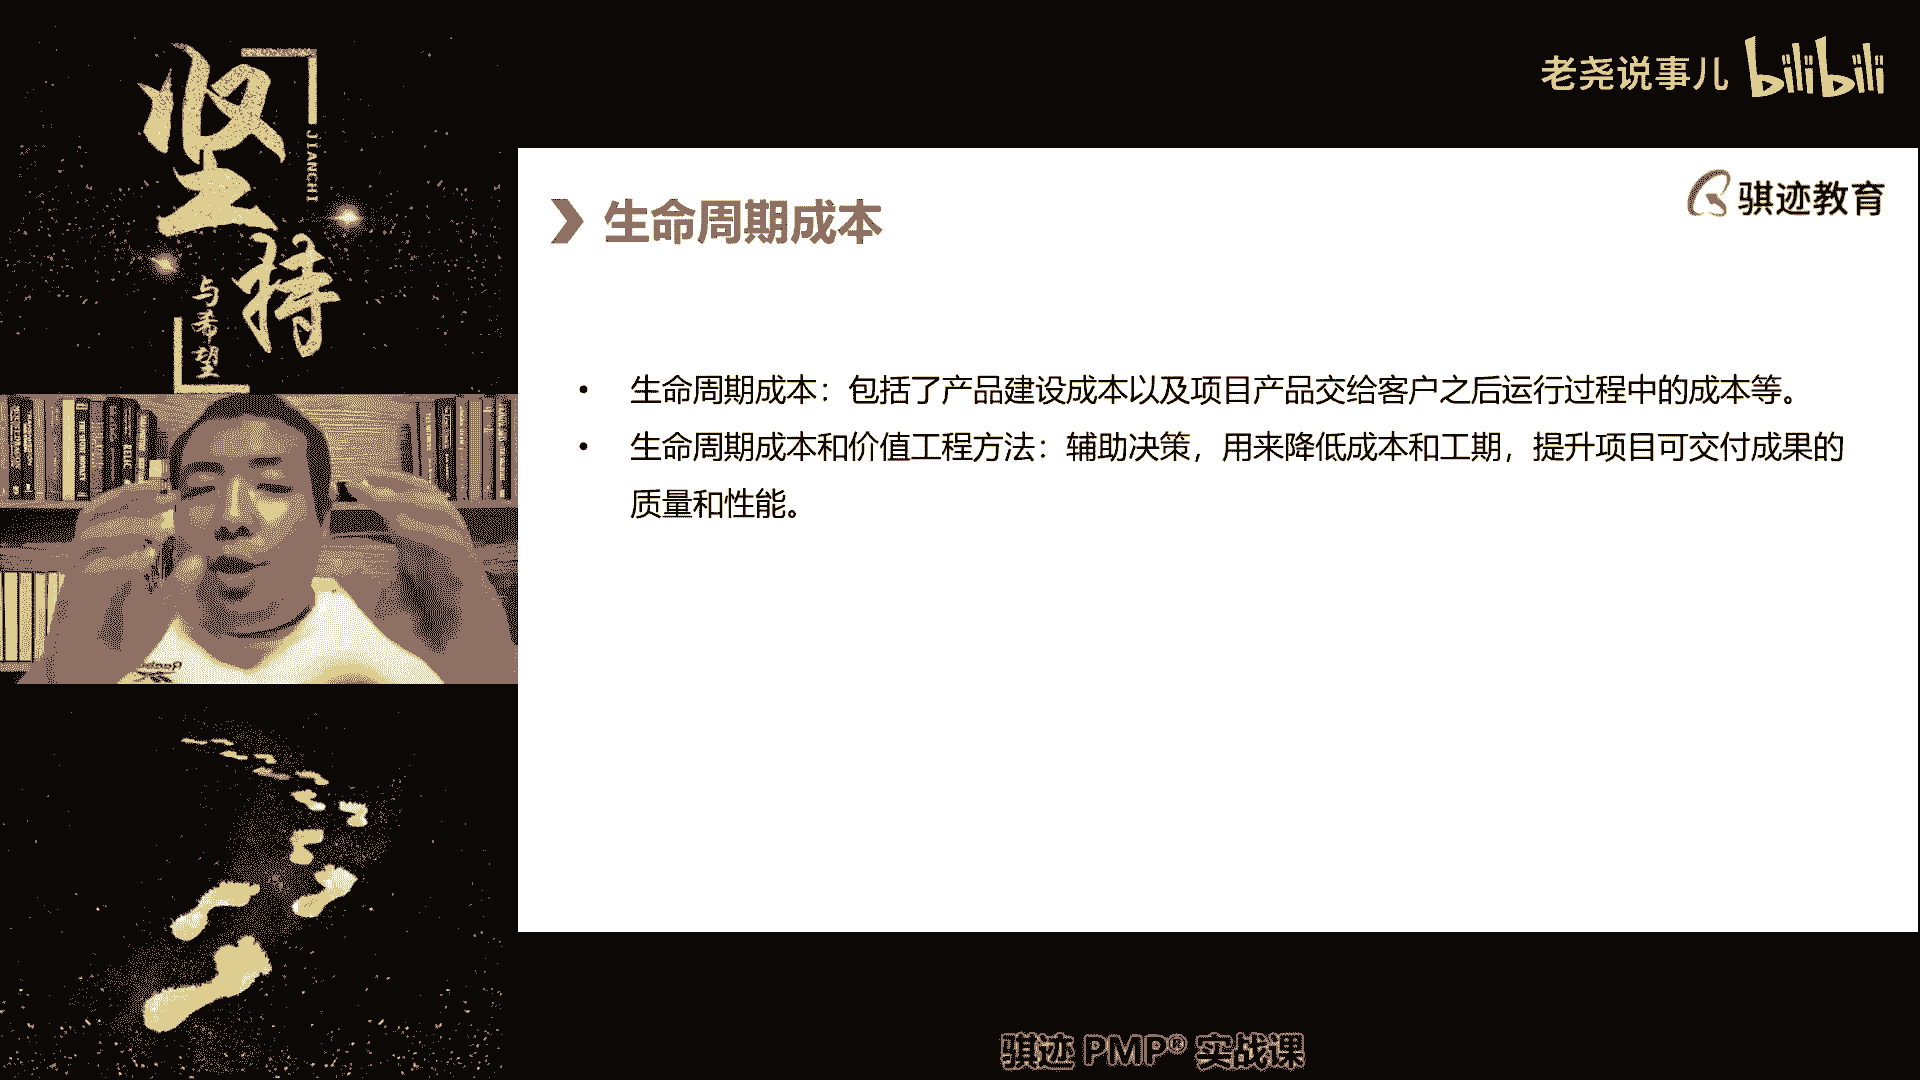 坚持
JIANCHI
与希望
老尧说事儿 bilibili
骐迹教育
生命周期成本
• 生命周期成本：包括了产品建设成本以及项目产品交给客户之后运行过程中的成本等。
• 生命周期成本和价值工程方法：辅助决策，用来降低成本和工期，提升项目可交付成果的
质量和性能。
骐迹 PMP® 实战课